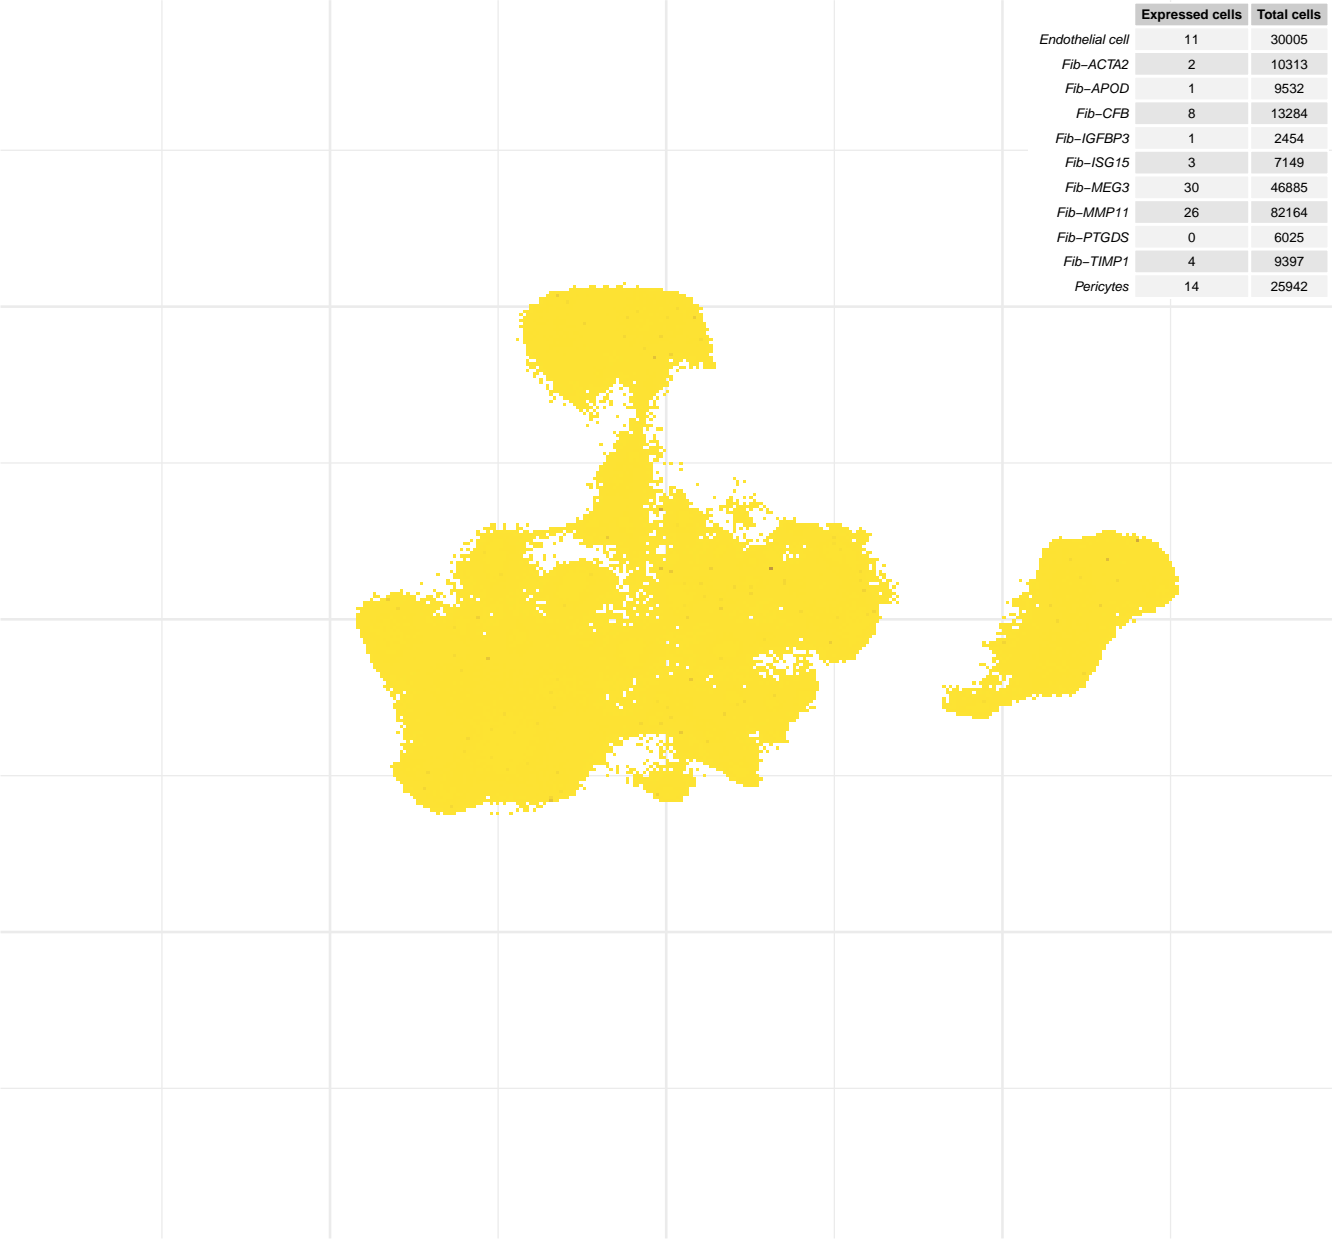 Expressed cells Total cells
Endothelial cell 11 30005
Fib−ACTA2 2 10313
Fib−APOD 1 9532
Fib−CFB 8 13284
Fib−IGFBP3 1 2454
Fib−ISG15 3 7149
Fib−MEG3 30 46885
Fib−MMP11 26 82164
Fib−PTGDS 0 6025
Fib−TIMP1 4 9397
Pericytes 14 25942